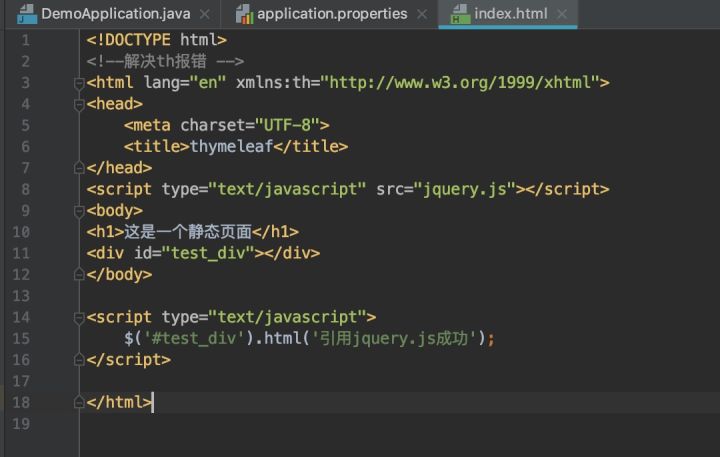 DemoApplication.java application.properties index.html
1 <!DOCTYPE html>
2 <!--解决th报错 -->
3 <html lang="en" xmlns:th="http://www.w3.org/1999/xhtml">
4 <head>
5 <meta charset="UTF-8">
6 <title>thymeleaf</title>
7 </head>
8 <script type="text/javascript" src="jquery.js"></script>
9 <body>
10 <h1>这是一个静态页面</h1>
11 <div id="test_div"></div>
12 </body>
13
14 <script type="text/javascript">
15 $('#test_div').html('引用jquery.js成功');
16 </script>
17
18 </html>
19